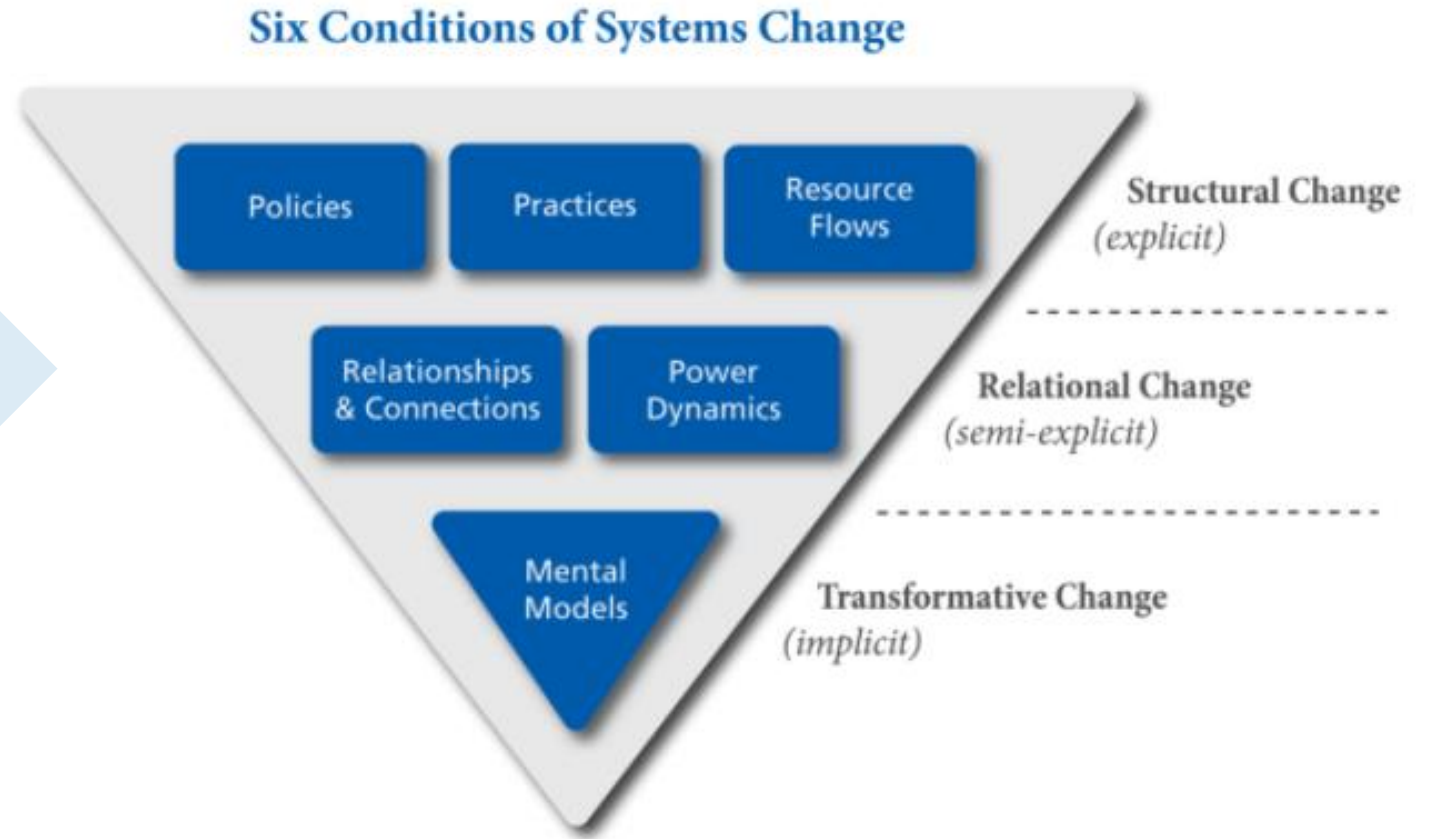 Six Conditions of Systems Change
Policies
Practices
Resource
Flows
Structural Change
(explicit)
Relationships
& Connections
Power
Dynamics
Relational Change
(semi-explicit)
Mental
Models
Transformative Change
(implicit)